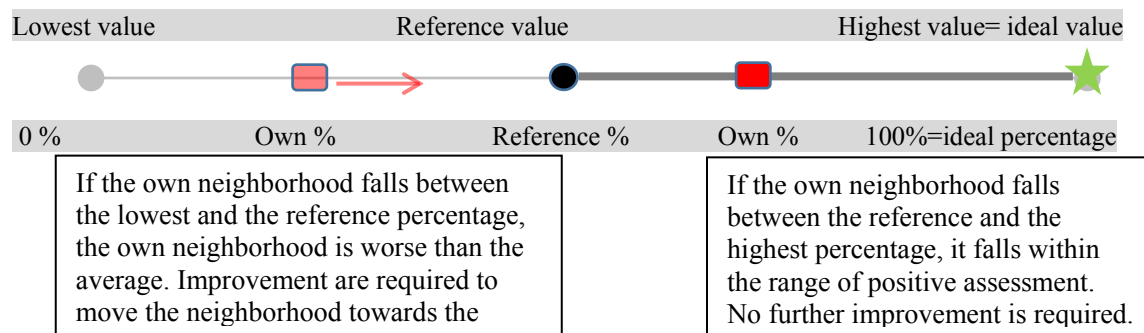 Lowest value Reference value Highest value= ideal value
0 % Own % Reference % Own % 100%=ideal percentage
If the own neighborhood falls between
the lowest and the reference percentage,
the own neighborhood is worse than the
average. Improvement are required to
move the neighborhood towards the
If the own neighborhood falls
between the reference and the
highest percentage, it falls within
the range of positive assessment.
No further improvement is required.